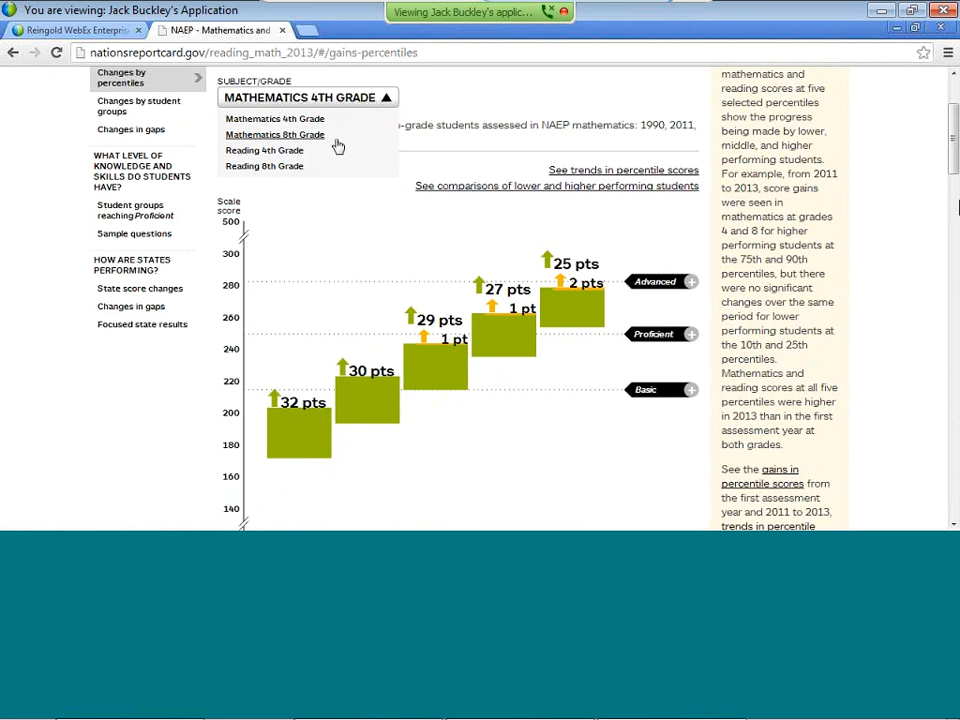 You are viewing: Jack Buckley's Application
Viewing Jack Buckley's applic...
Reingold WebEx Enterpris
NAEP - Mathematics and
nationsreportcard.gov/reading_math_2013/#/gains-percentiles
Changes by
percentiles
Changes by student
groups
Changes in gaps
WHAT LEVEL OF
KNOWLEDGE AND
SKILLS DO STUDENTS
HAVE?
Student groups
reaching Proficient
Sample questions
HOW ARE STATES
PERFORMING?
State score changes
Changes in gaps
Focused state results
SUBJECT/GRADE
MATHEMATICS 4TH GRADE
Mathematics 4th Grade
Mathematics 8th Grade
Reading 4th Grade
Reading 8th Grade
-grade students assessed in NAEP mathematics: 1990, 2011,
See trends in percentile scores
See comparisons of lower and higher performing students
Scale
score
500
300
280
260
240
220
200
180
160
140
32 pts
30 pts
29 pts
1 pt
27 pts
1 pt
25 pts
2 pts
Advanced
Proficient
Basic
mathematics and
reading scores at
five selected
percentiles
show the progress
being made by lower,
middle, and higher
performing students.
For example, from 2011
to 2013, score gains
were seen in
mathematics at grades
4 and 8 for higher
performing students at
the 75th and 90th
percentiles, but there
were no significant
changes over the same
period for lower
performing students at
the 10th and 25th
percentiles.
Mathematics and
reading scores at all five
percentiles were higher
in 2013 than in the first
assessment year at
both grades.
See the gains in
percentile scores from
the first assessment
year and 2011 to 2013,
trends in percentile